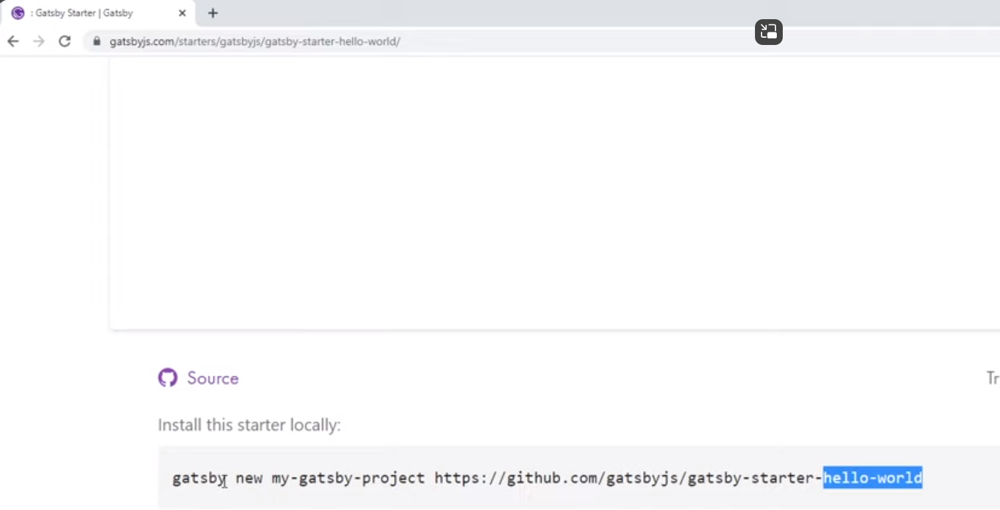 : Gatsby Starter | Gatsby
gatsbyjs.com/starters/gatsbyjs/gatsby-starter-hello-world/
Source
Tr
Install this starter locally:
gatsby new my-gatsby-project https://github.com/gatsbyjs/gatsby-starter-hello-world